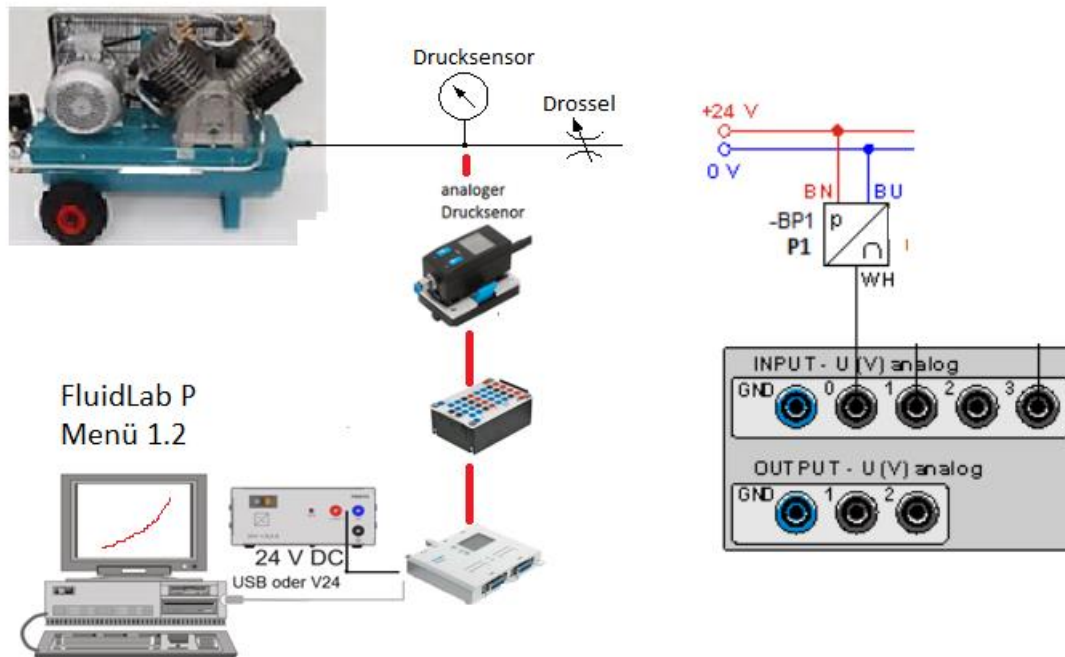 Drucksensor
Drossel
analoger
Drucksenor
FluidLab P
Menü 1.2
24 V DC
USB oder V24
+24 V
0 V
BN
BU
-BP1
p
P1
WH
INPUT - U (V) analog
GND 0 1 2 3
OUTPUT - U (V) analog
GND 1 2